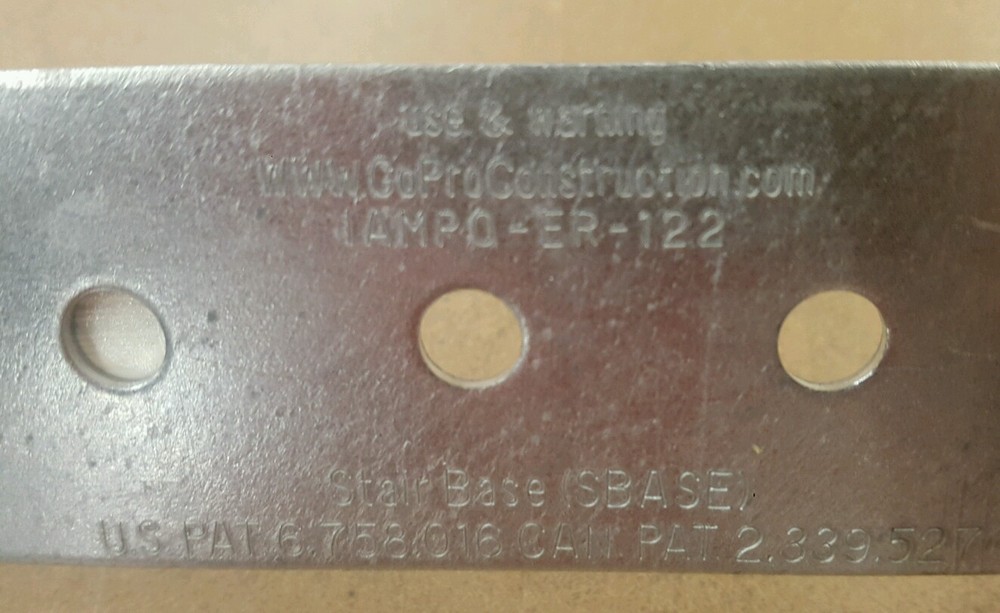 use & warning
www.GoProConstruction.com
IAMPO-ER-122
Stair Base (SBASE)
U.S. PAT. 6,758,016 CAN. PAT. 2,339,527